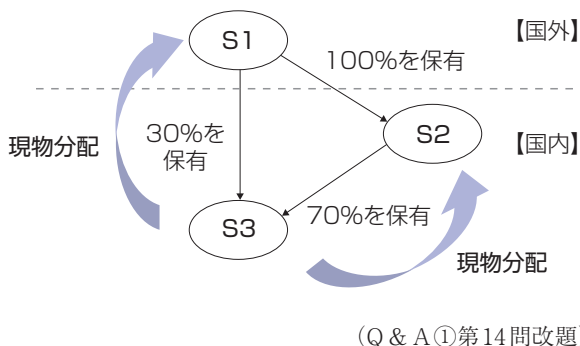 S1
【国外】
100%を保有
現物分配
30%を
保有
S2
【国内】
70%を保有
S3
現物分配
(Q & A①第14問改題)